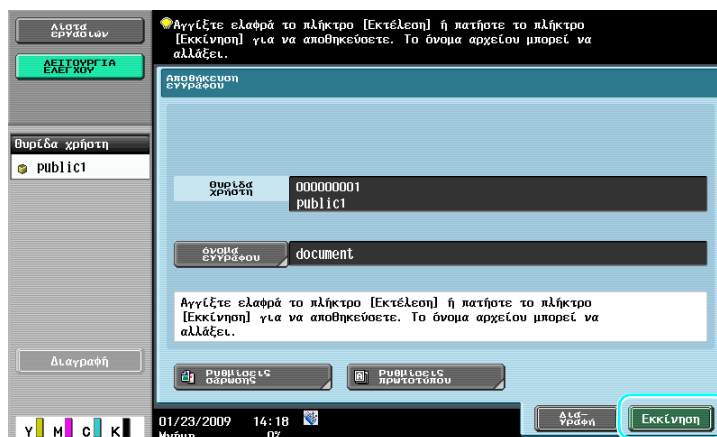 Λίστα
εργασιών
Αγγίξτε ελαφρά το πλήκτρο [Εκτέλεση] ή πατήστε το πλήκτρο
[Εκκίνηση] για να αποθηκεύσετε. Το όνομα αρχείου μπορεί να
αλλάξει.
ΛΕΙΤΟΥΡΓΙΑ
ΕΛΕΓΧΟΥ
Αποθήκευση
εγγράφου
Θυρίδα χρήστη
public1
Θυρίδα
χρήστη
000000001
public1
όνομα
εγγράφου
document
Αγγίξτε ελαφρά το πλήκτρο [Εκτέλεση] ή πατήστε το πλήκτρο
[Εκκίνηση] για να αποθηκεύσετε. Το όνομα αρχείου μπορεί να
αλλάξει.
Διαγραφή
Ρυθμίσεις
σάρωσης
Ρυθμίσεις
πρωτοτύπου
01/23/2009 14:18
Μνήμη 0%
Δια-
γραφή
Εκκίνηση
Y M C K